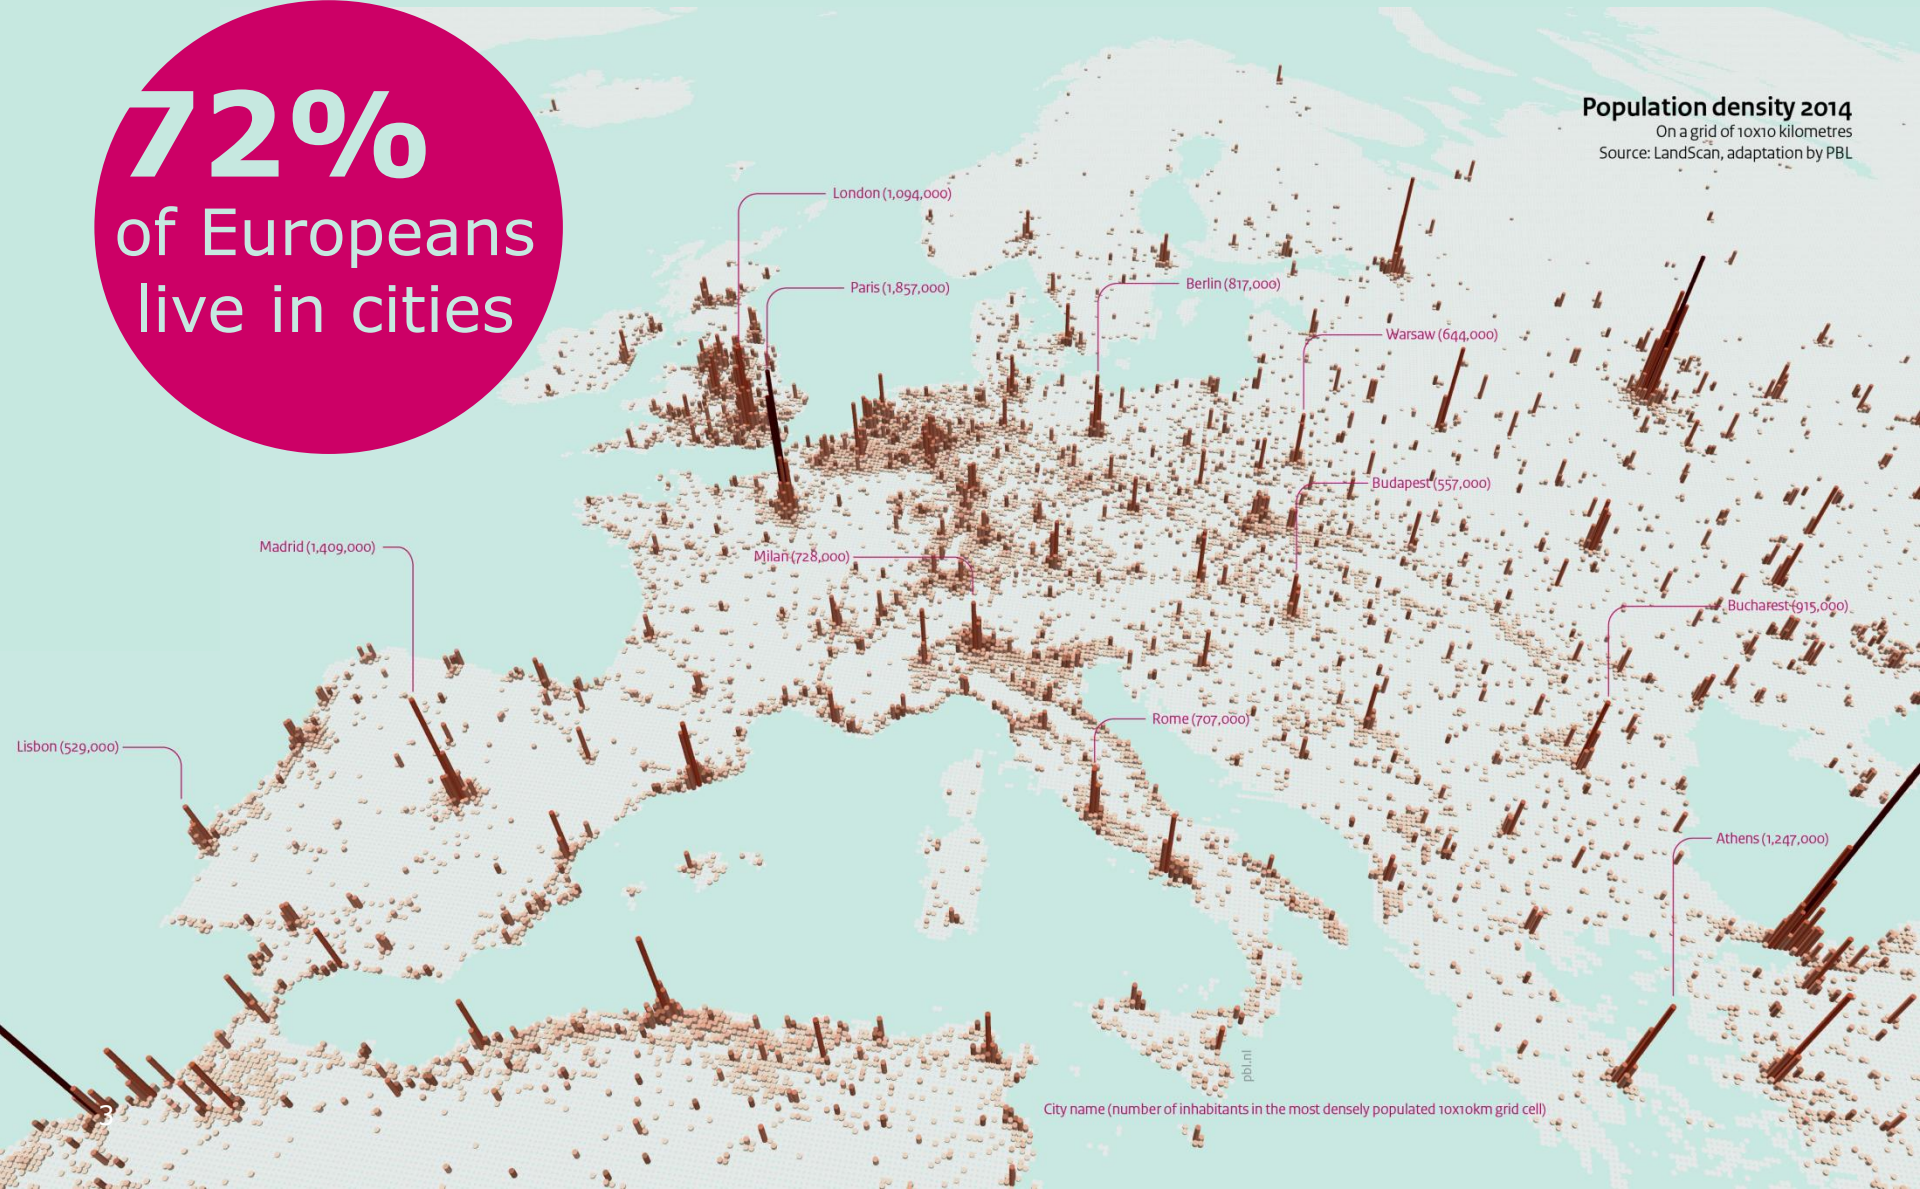 72%
of Europeans
live in cities
Population density 2014
On a grid of 10x10 kilometres
Source: LandScan, adaptation by PBL
London (1,094,000)
Paris (1,857,000)
Berlin (817,000)
Warsaw (644,000)
Budapest (557,000)
Madrid (1,409,000)
Milan (728,000)
Bucharest (915,000)
Rome (707,000)
Lisbon (529,000)
Athens (1,247,000)
pbl.nl
City name (number of inhabitants in the most densely populated 10x10km grid cell)
3